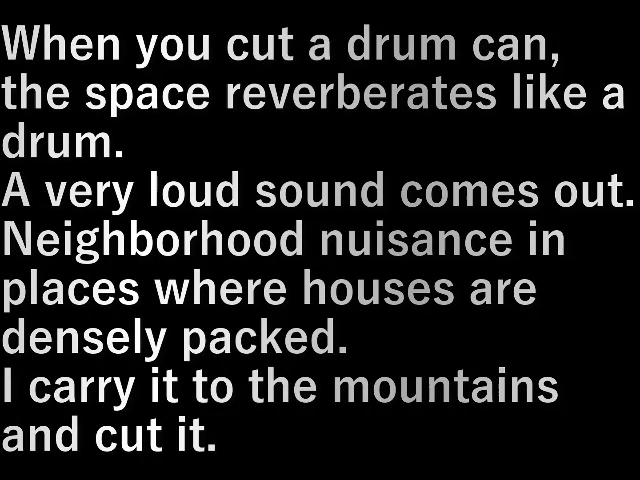 When you cut a drum can,
the space reverberates like a
drum.
A very loud sound comes out.
Neighborhood nuisance in
places where houses are
densely packed.
I carry it to the mountains
and cut it.